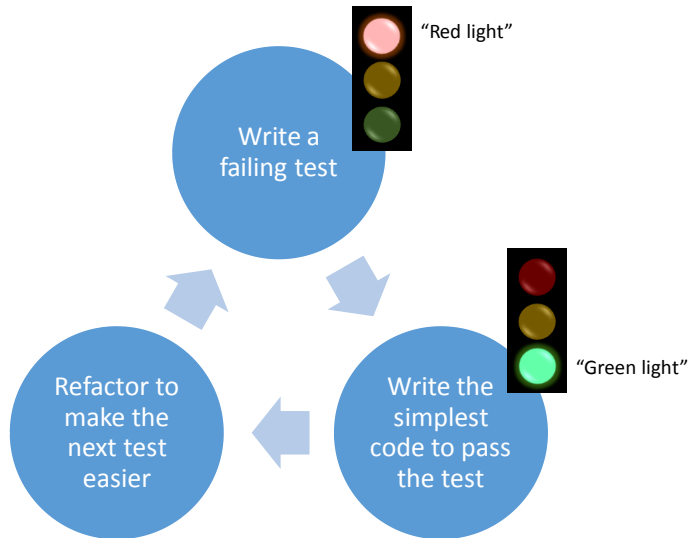 “Red light”
Write a
failing test
“Green light”
Write the
simplest
code to pass
the test
Refactor to
make the
next test
easier